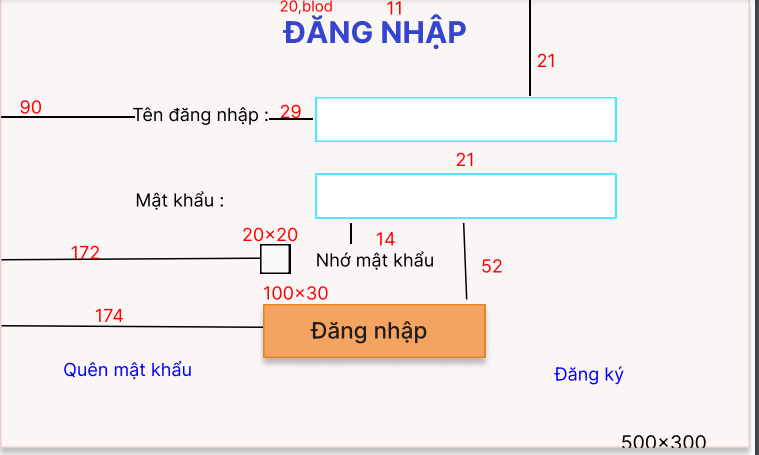 20,blod 11
ĐĂNG NHẬP
21
90 Tên đăng nhập : 29
21
Mật khẩu :
20×20 14
172 Nhớ mật khẩu 52
100×30
174 Đăng nhập
Quên mật khẩu Đăng ký
500×300